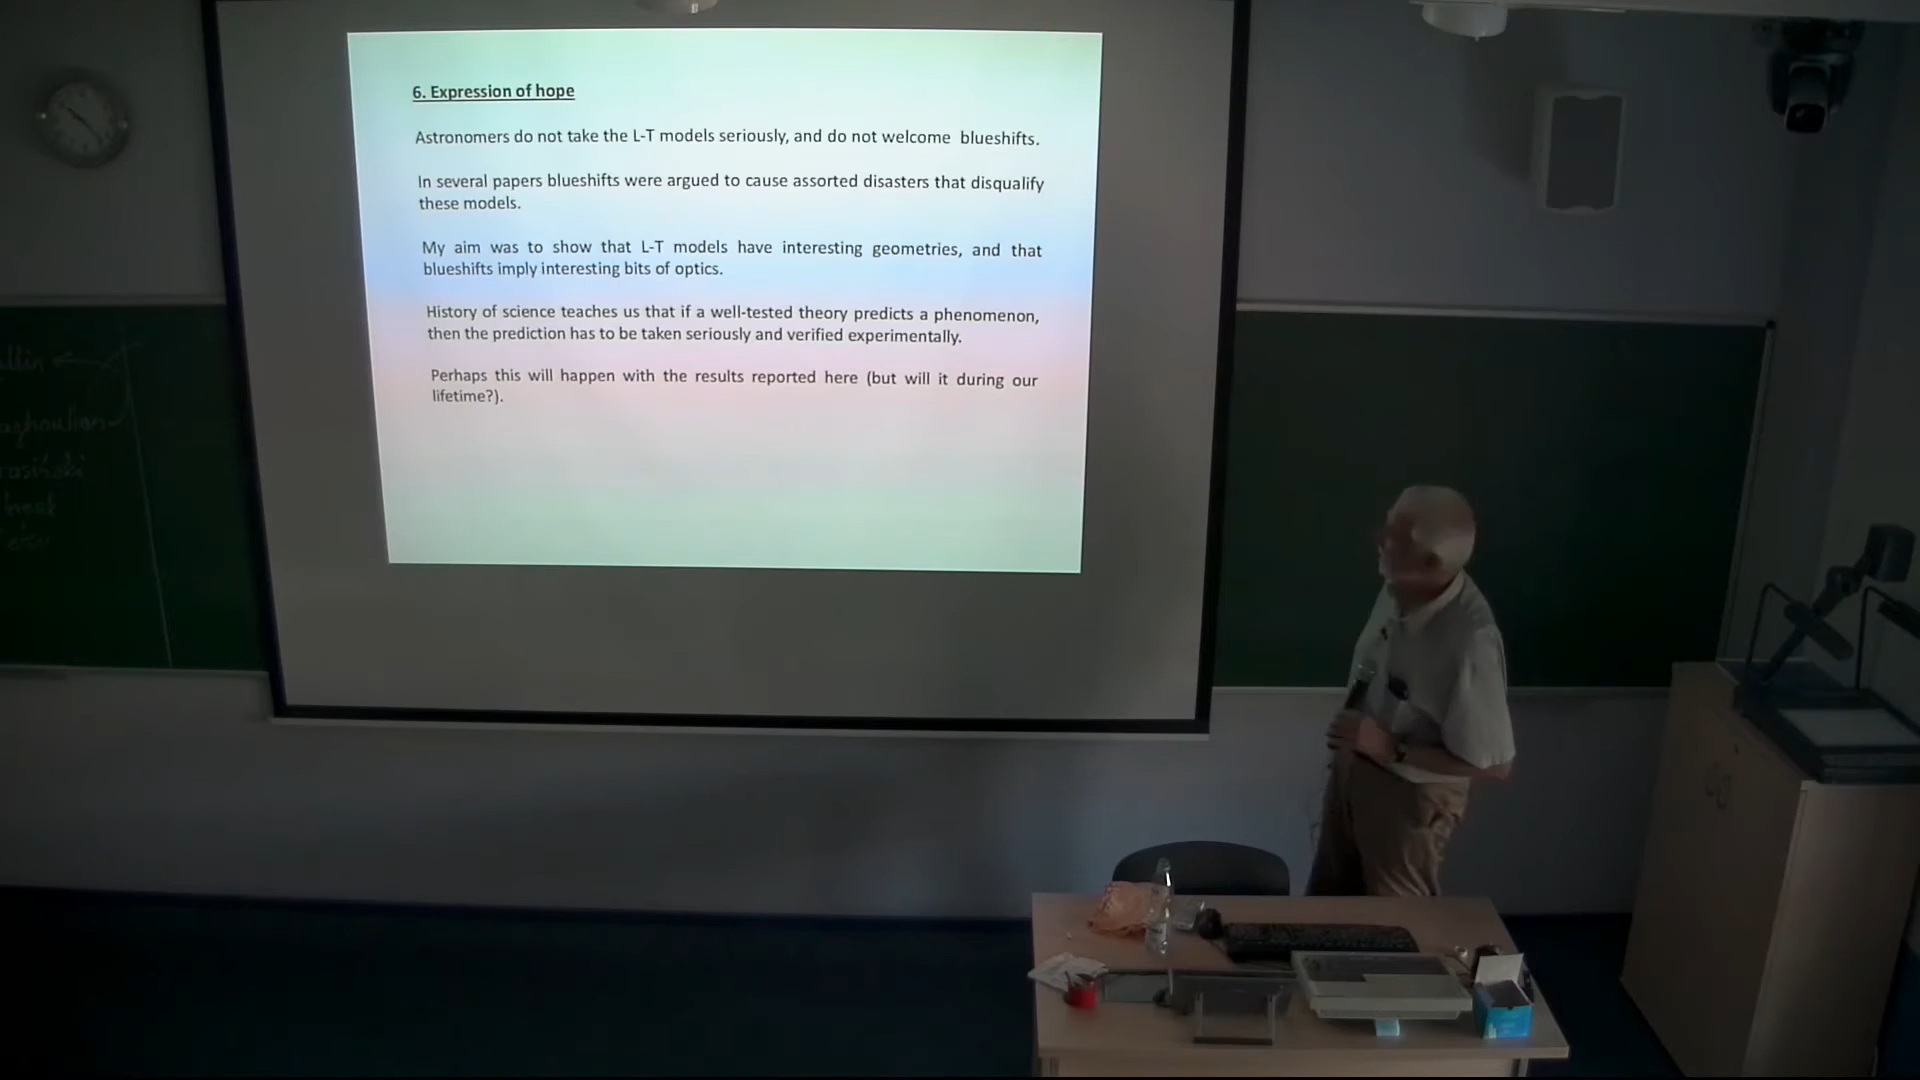 6. Expression of hope
Astronomers do not take the L-T models seriously, and do not welcome blueshifts.
In several papers blueshifts were argued to cause assorted disasters that disqualify
these models.
My aim was to show that L-T models have interesting geometries, and that
blueshifts imply interesting bits of optics.
History of science teaches us that if a well-tested theory predicts a phenomenon,
then the prediction has to be taken seriously and verified experimentally.
Perhaps this will happen with the results reported here (but will it during our
lifetime?).